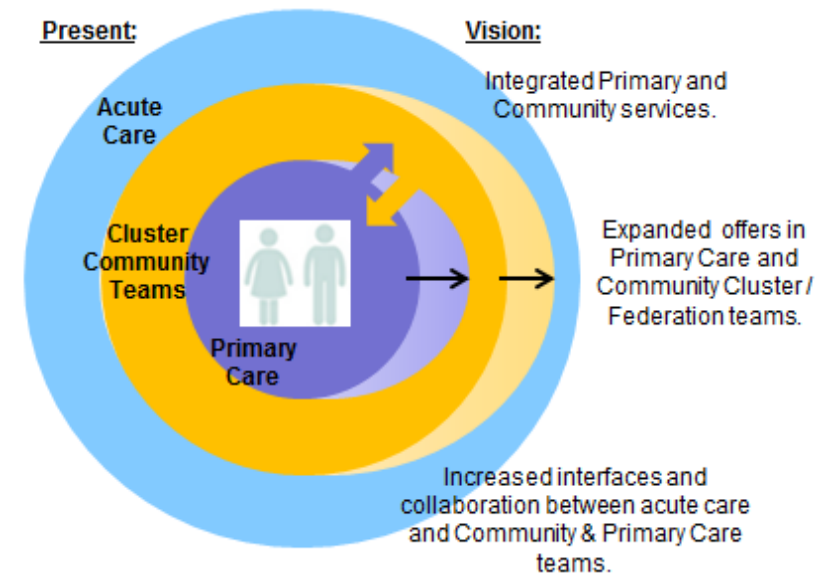 Present:
Vision:
Acute
Care
Cluster
Community
Teams
Primary
Care
Integrated Primary and
Community services.
Expanded offers in
Primary Care and
Community Cluster /
Federation teams.
Increased interfaces and
collaboration between acute care
and Community & Primary Care
teams.